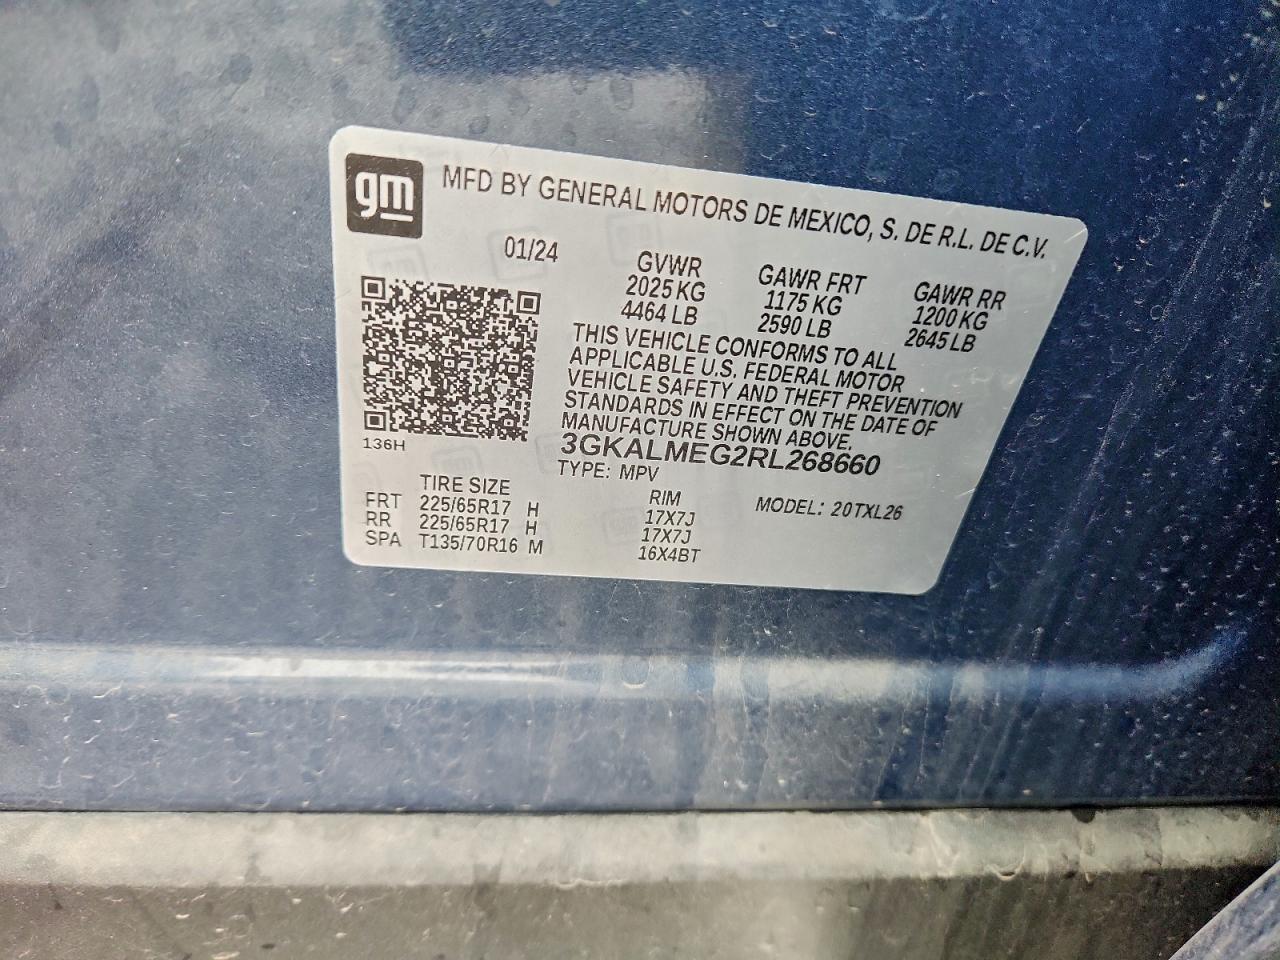 gm
MFD BY GENERAL MOTORS DE MEXICO, S. DE R.L. DE C.V.
01/24 GVWR GAWR FRT GAWR RR
2025 KG 1175 KG 1200 KG
4464 LB 2590 LB 2645 LB
THIS VEHICLE CONFORMS TO ALL
APPLICABLE U.S. FEDERAL MOTOR
VEHICLE SAFETY AND THEFT PREVENTION
STANDARDS IN EFFECT ON THE DATE OF
MANUFACTURE SHOWN ABOVE.
136H
3GKALMEG2RL268660
TYPE: MPV MODEL: 20TXL26
TIRE SIZE RIM
FRT 225/65R17 H 17X7J
RR 225/65R17 H 17X7J
SPA T135/70R16 M 16X4BT